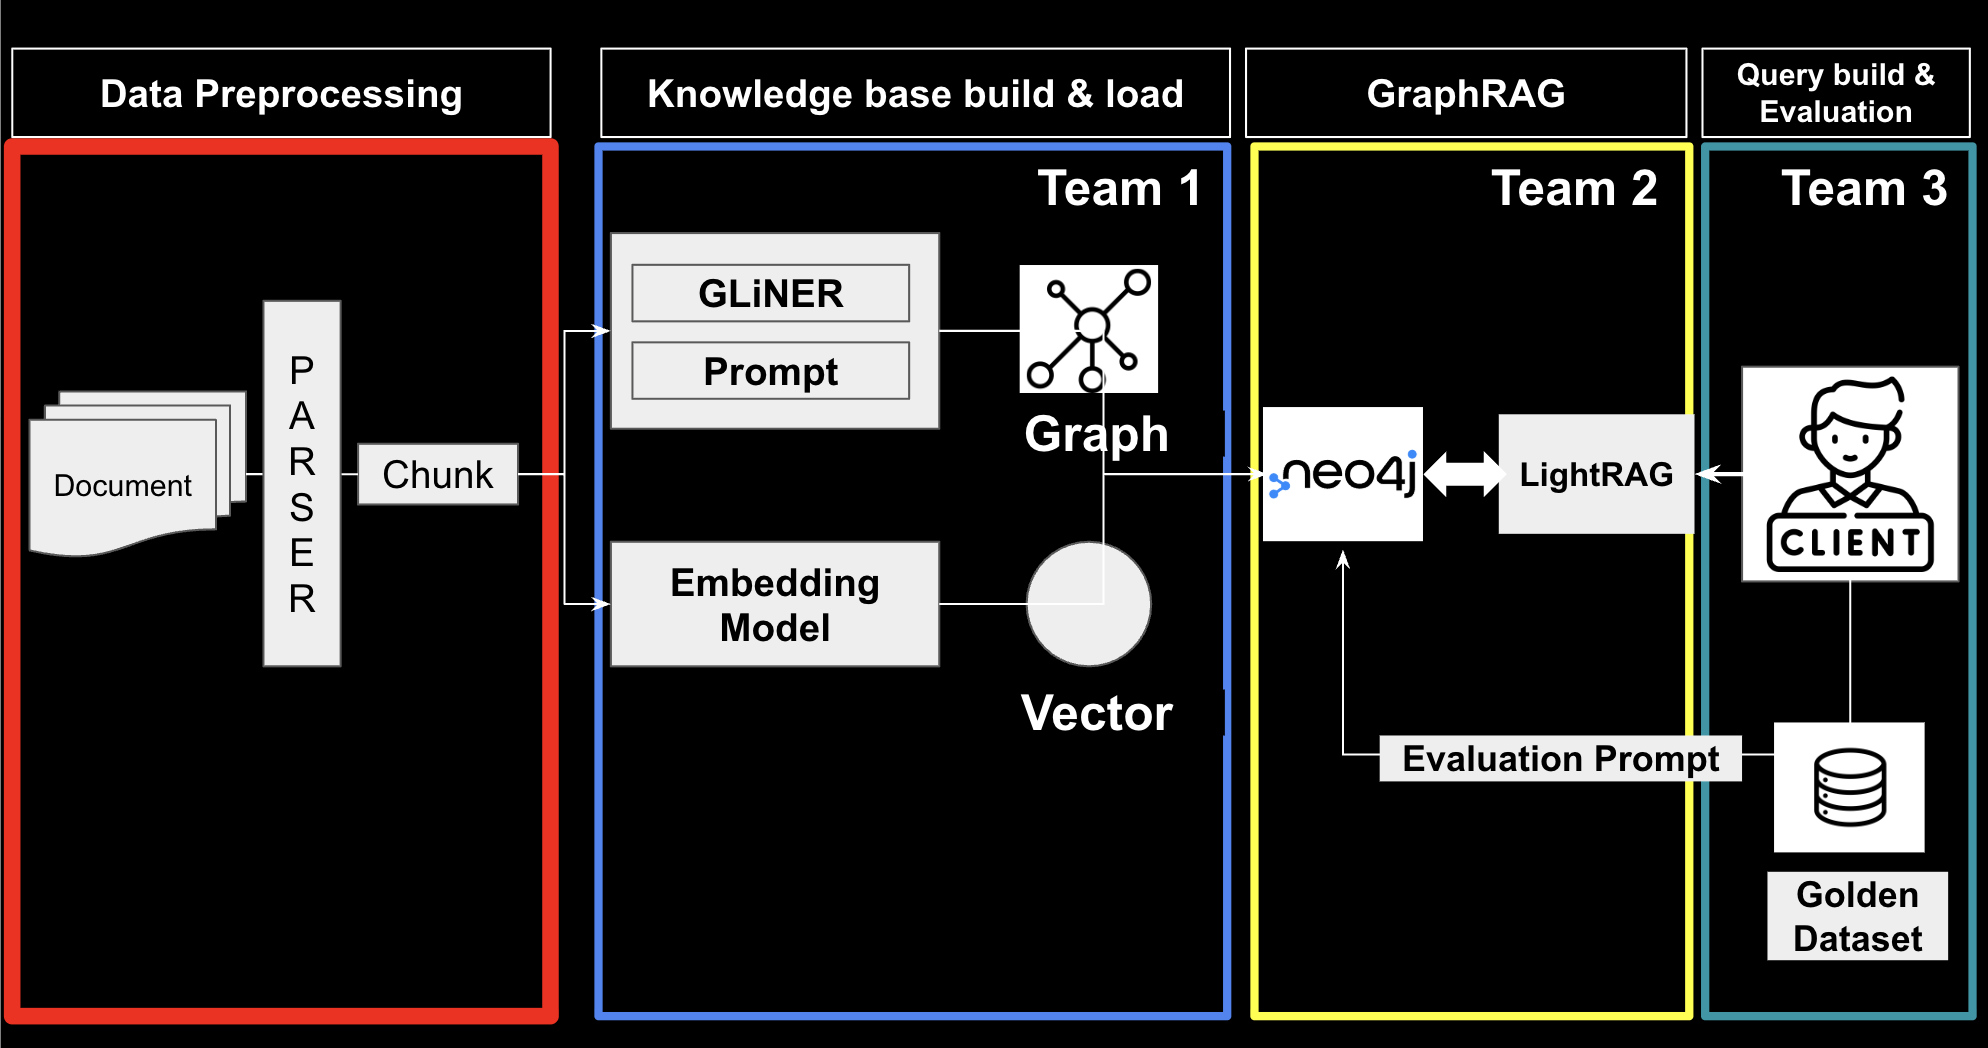 Data Preprocessing
Knowledge base build & load
GraphRAG
Query build &
Evaluation
Document
P
A
R
S
E
R
Chunk
Team 1
GLiNER
Prompt
Graph
Embedding
Model
Vector
Team 2
neo4j
LightRAG
Evaluation Prompt
Team 3
CLIENT
Golden
Dataset